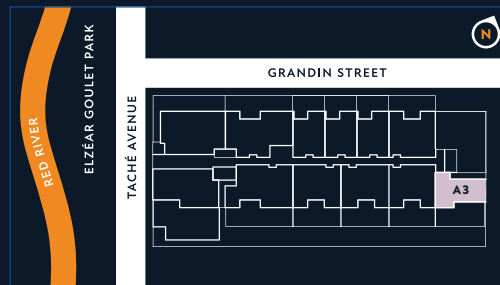 N
GRANDIN STREET
RED RIVER
ELZÉAR GOULET PARK
TACHÉ AVENUE
A3